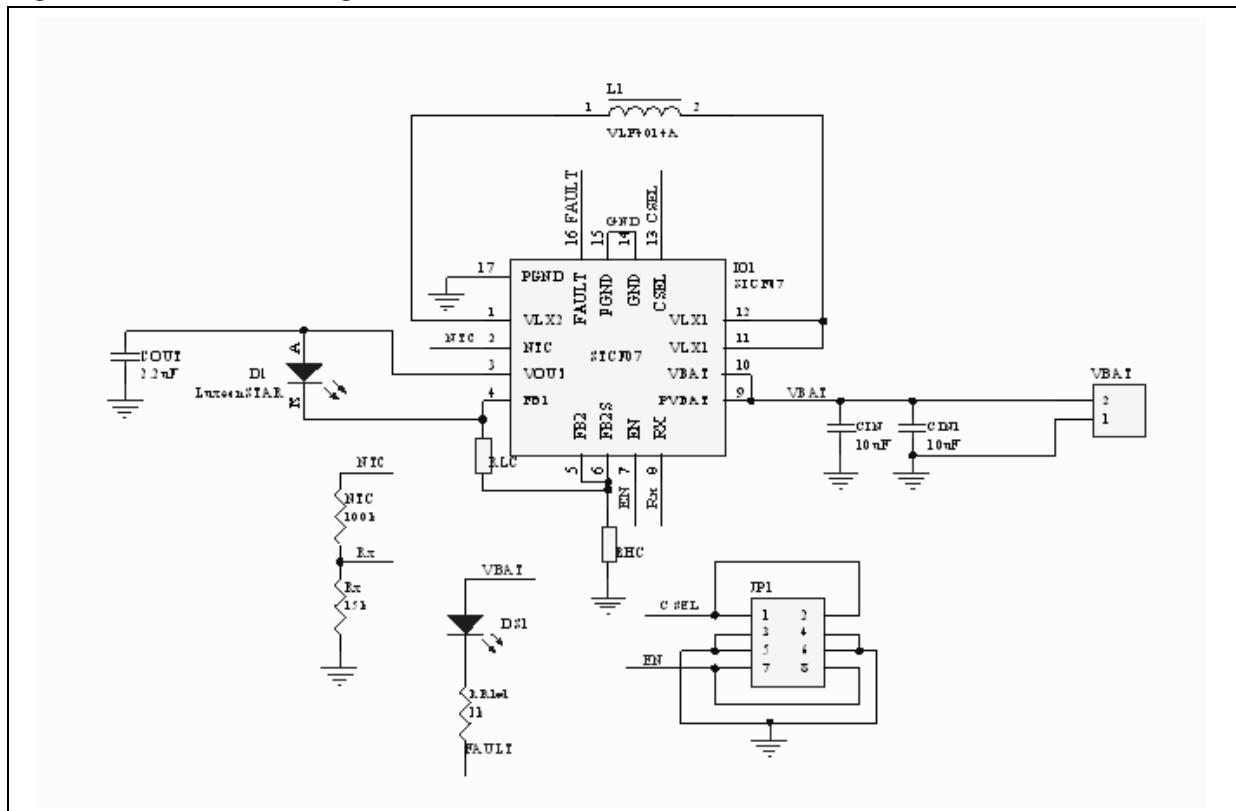 L1
1 2
VLF4014A
16 FAULT
15
GND
14
13 CSEL
IO1
STCF07
17 PGND
FAULT
PGND
GND
CSEL
1 VLX2
VLX1 12
NTC 2 NTC
VLX1 11
STCF07
3 VOUT
VBAT 10
4 FB1
PVBAT 9
VBAT
VBAT
2
1
COUT
2.2uF
A
D1
LuxeonSTAR
K
FB2
FB2S
EN
RX
5
6
7
8
EN
Rx
CIN
10uF
CIN1
10uF
RLC
RHC
NTC
NTC
100k
Rx
Rx
15k
VBAT
DS1
1k
FAULT
JP1
CSEL
1 2
3 4
5 6
EN
7 8